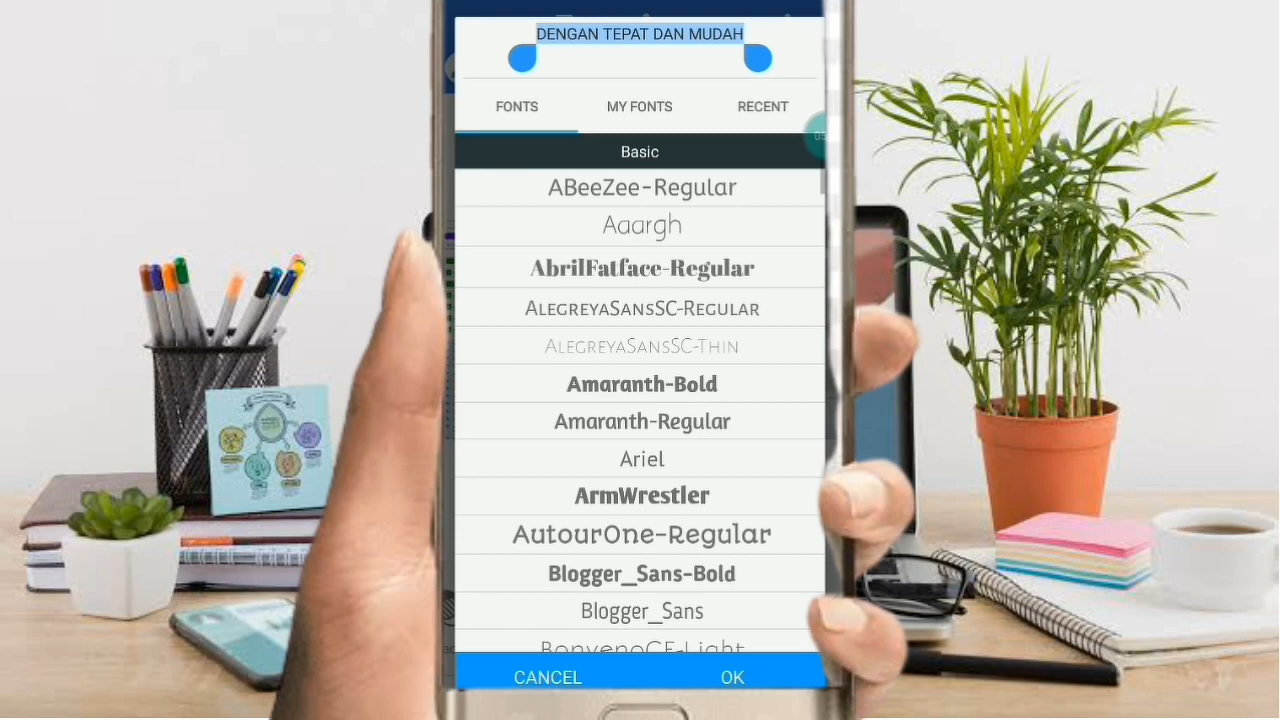 DENGAN TEPAT DAN MUDAH
FONTS
MY FONTS
RECENT
Basic
ABeeZee-Regular
Aaargh
AbrilFatface-Regular
AlegreyaSansSC-Regular
AlegreyaSansSC-Thin
Amaranth-Bold
Amaranth-Regular
Ariel
ArmWrestler
AutourOne-Regular
Blogger_Sans-Bold
Blogger_Sans
BonvenoCF-Light
CANCEL
OK